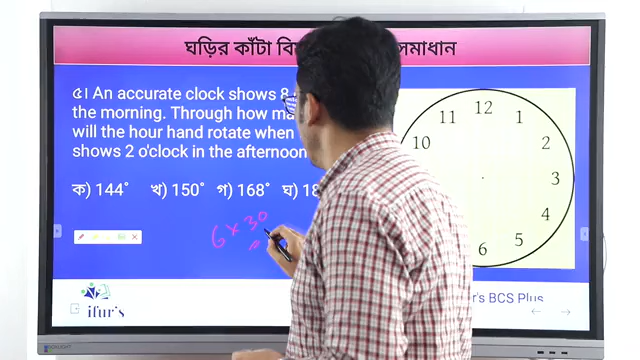 ঘড়ির কাঁটা সমাধান
৫। An accurate clock shows 8
the morning. Through how
will the hour hand rotate when
shows 2 o'clock in the afternoon
ক) 144° খ) 150° গ) 168° ঘ)
6 × 30
12
1
2
3
4
5
6
10
11
ifur's
's BCS Plus